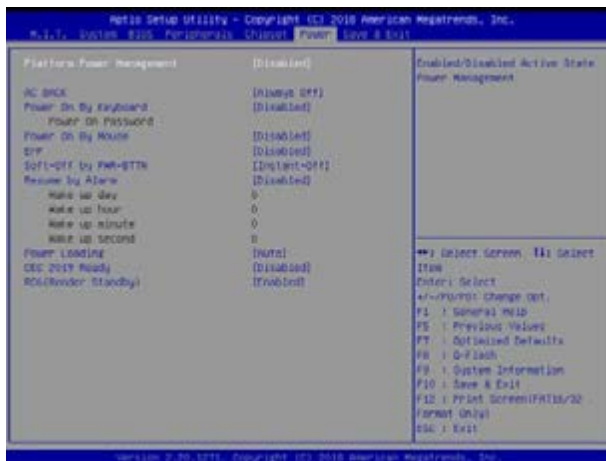 Aptio Setup Utility - Copyright (C) 2018 American Megatrends, Inc.
M.I.T. System BIOS Peripherals Chipset Power Save & Exit
Platform Power Management [Disabled]
AC BACK [Always Off]
Power On By Keyboard [Disabled]
Power On Password
Power On By Mouse [Disabled]
ErP [Disabled]
Soft-Off by PWR-BTTN [Instant-Off]
Resume by Alarm [Disabled]
Wake up day 0
Wake up hour 0
Wake up minute 0
Wake up second 0
Power Loading [Auto]
CEC 2019 Ready [Disabled]
RC6(Render Standby) [Enabled]
Enabled/Disabled Active State
Power Management
: Select Screen : Select
Item
Enter: Select
+/-/PU/PD: Change Opt.
F1 : General Help
F5 : Previous Values
F7 : Optimized Defaults
F8 : Q-Flash
F9 : System Information
F10 : Save & Exit
F12 : Print Screen(FAT16/32
Format Only)
ESC : Exit
Version 2.20.1271. Copyright (C) 2018 American Megatrends, Inc.